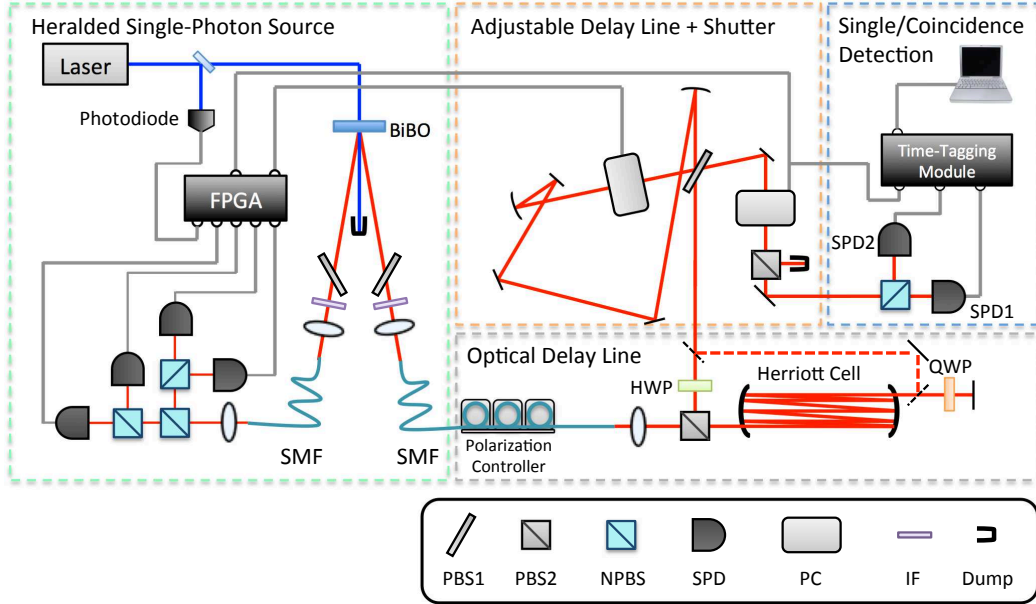 Heralded Single-Photon Source
Laser
Photodiode
BiBO
FPGA
SMF
SMF
Adjustable Delay Line + Shutter
Single/Coincidence
Detection
Time-Tagging
Module
SPD2
SPD1
Optical Delay Line
HWP
Herriott Cell
QWP
Polarization
Controller
PBS1
PBS2
NPBS
SPD
PC
IF
Dump